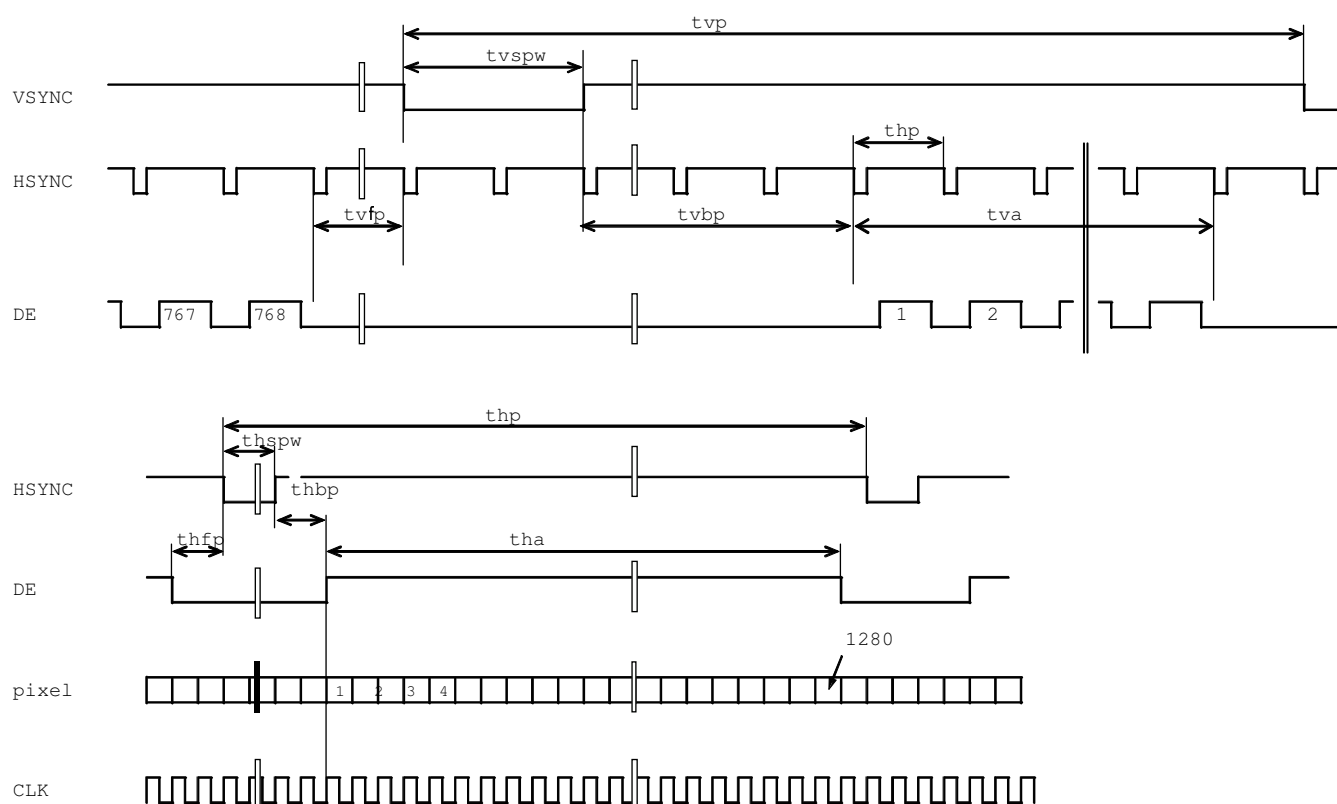 tvp
tvspw
VSYNC
thp
HSYNC
tvfp
tvbp
tva
DE
767
768
1
2
thp
thspw
HSYNC
thbp
thfp
tha
DE
1280
pixel
1
2
3
4
CLK